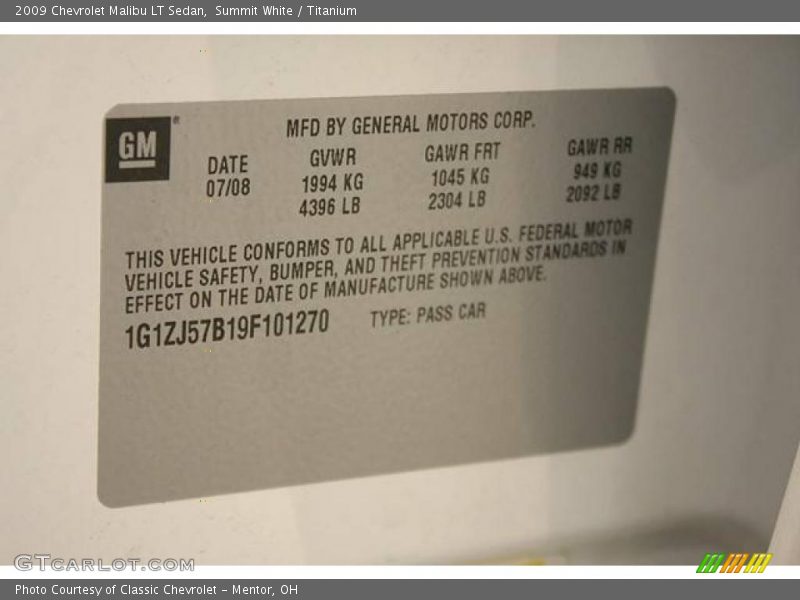 2009 Chevrolet Malibu LT Sedan, Summit White / Titanium
GM®
MFD BY GENERAL MOTORS CORP.
DATE GVWR GAWR FRT GAWR RR
07/08 1994 KG 1045 KG 949 KG
4396 LB 2304 LB 2092 LB
THIS VEHICLE CONFORMS TO ALL APPLICABLE U.S. FEDERAL MOTOR
VEHICLE SAFETY, BUMPER, AND THEFT PREVENTION STANDARDS IN
EFFECT ON THE DATE OF MANUFACTURE SHOWN ABOVE.
1G1ZJ57B19F101270 TYPE: PASS CAR
GTCARLOT.COM
Photo Courtesy of Classic Chevrolet - Mentor, OH